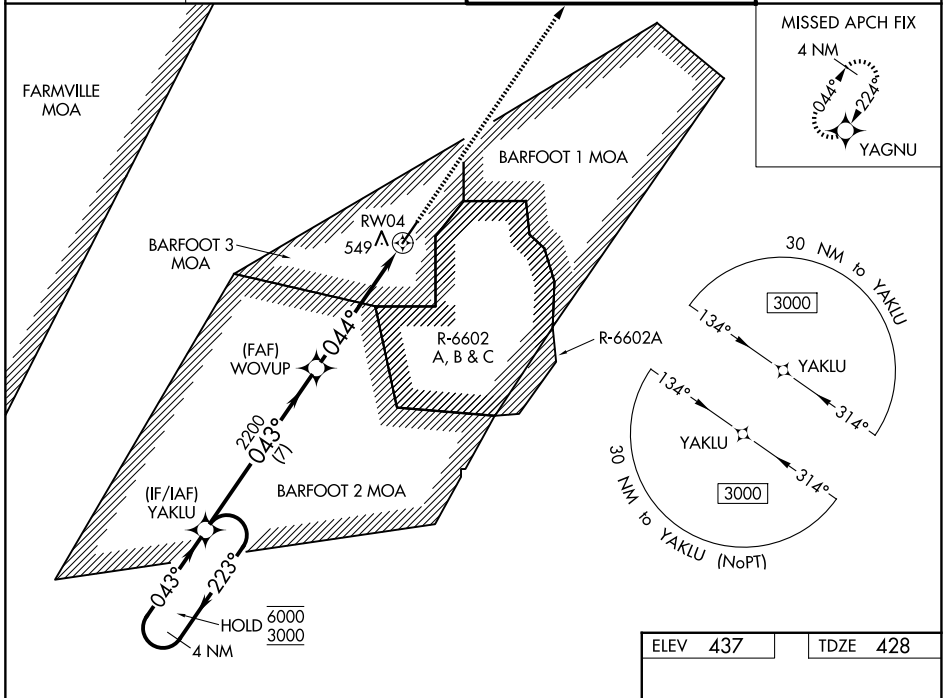 MISSED APCH FIX
4 NM
044°
224°
YAGNU
FARMVILLE
MOA
BARFOOT 1 MOA
RW04
549
BARFOOT 3
MOA
044°
R-6602
A, B & C
R-6602A
(FAF)
WOVUP
2200
043°
(7)
(IF/IAF)
YAKLU
BARFOOT 2 MOA
043°
223°
HOLD
6000
3000
4 NM
30 NM to YAKLU
3000
134°
YAKLU
314°
134°
YAKLU
314°
3000
30 NM to YAKLU (NoPT)
ELEV 437
TDZE 428